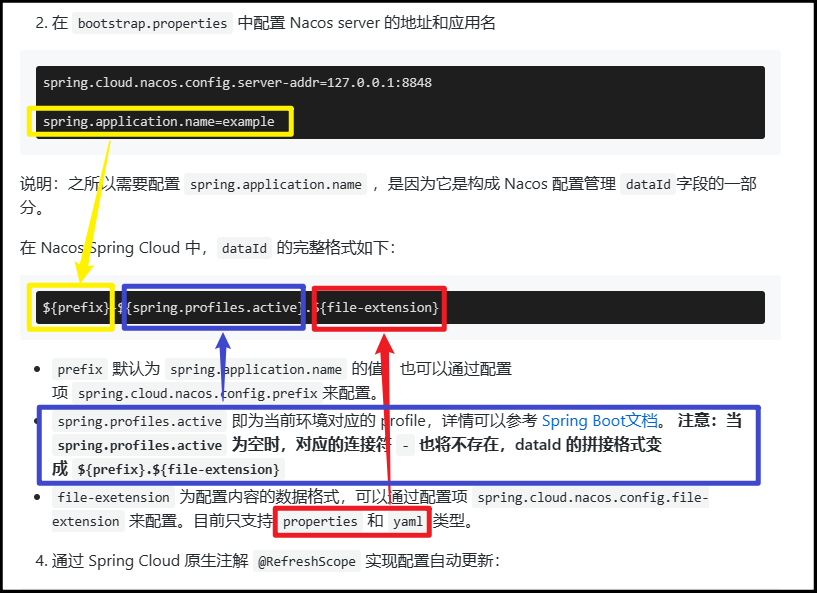 2. 在 bootstrap.properties 中配置 Nacos server 的地址和应用名
spring.cloud.nacos.config.server-addr=127.0.0.1:8848
spring.application.name=example
说明：之所以需要配置 spring.application.name ，是因为它是构成 Nacos 配置管理 dataId 字段的一部
分。
在 Nacos Spring Cloud 中，dataId 的完整格式如下：
${prefix}-${spring.profiles.active}.${file-extension}
• prefix 默认为 spring.application.name 的值，也可以通过配置
项 spring.cloud.nacos.config.prefix 来配置。
• spring.profiles.active 即为当前环境对应的 profile，详情可以参考 Spring Boot文档。 注意：当
spring.profiles.active 为空时，对应的连接符 - 也将不存在，dataId 的拼接格式变
成 ${prefix}.${file-extension}
• file-exetension 为配置内容的数据格式，可以通过配置项 spring.cloud.nacos.config.file-
extension 来配置。目前只支持 properties 和 yaml 类型。
4. 通过 Spring Cloud 原生注解 @RefreshScope 实现配置自动更新：